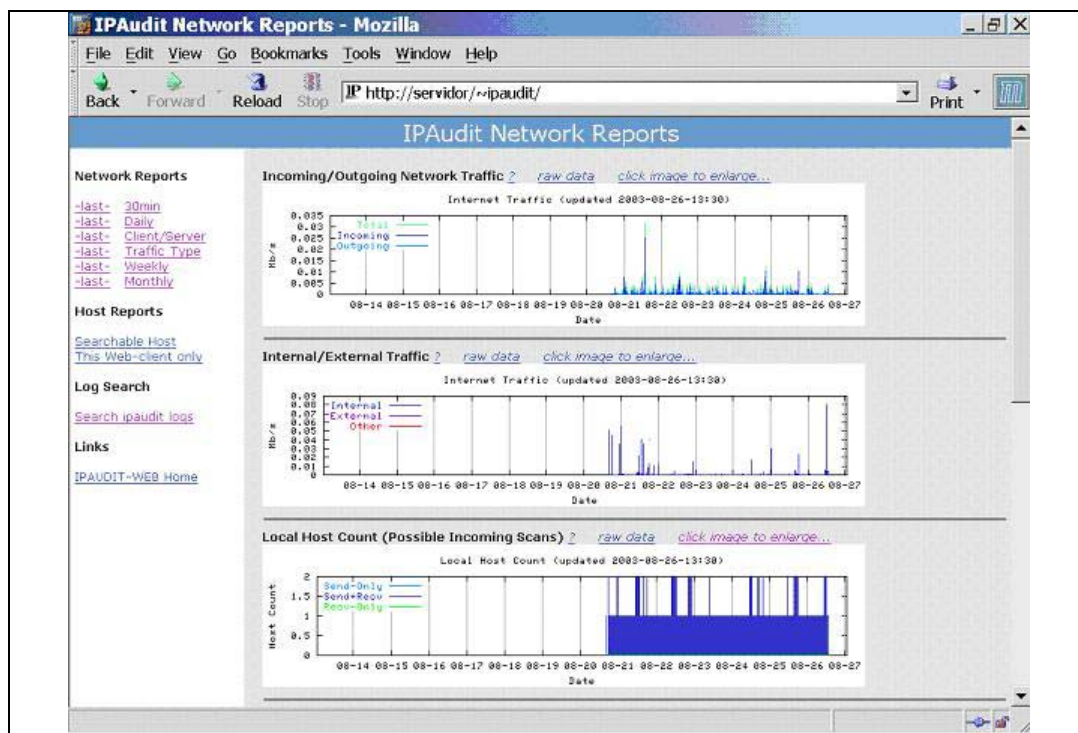 IPAudit Network Reports - Mozilla
File Edit View Go Bookmarks Tools Window Help
Back Forward Reload Stop IP http://servidor/~ipaudit/ Print
IPAudit Network Reports
Network Reports
-last- 30min
-last- Daily
-last- Client/Server
-last- Traffic Type
-last- Weekly
-last- Monthly
Host Reports
Searchable Host
This Web-client only
Log Search
Search ipaudit logs
Links
IPAUDIT-WEB Home
Incoming/Outgoing Network Traffic ? raw data click image to enlarge...
Internet Traffic (updated 2003-08-26-13:30)
Total
Incoming
Outgoing
Mb/s
0.035
0.03
0.025
0.02
0.015
0.01
0.005
0
08-14 08-15 08-16 08-17 08-18 08-19 08-20 08-21 08-22 08-23 08-24 08-25 08-26 08-27
Date
Internal/External Traffic ? raw data click image to enlarge...
Internet Traffic (updated 2003-08-26-13:30)
Internal
External
Other
Mb/s
0.09
0.08
0.07
0.06
0.05
0.04
0.03
0.02
0.01
0
08-14 08-15 08-16 08-17 08-18 08-19 08-20 08-21 08-22 08-23 08-24 08-25 08-26 08-27
Date
Local Host Count (Possible Incoming Scans) ? raw data click image to enlarge...
Local Host Count (updated 2003-08-26-13:30)
Send-Only
Send+Recv
Recv-Only
Host Count
2
1.5
1
0.5
0
08-14 08-15 08-16 08-17 08-18 08-19 08-20 08-21 08-22 08-23 08-24 08-25 08-26 08-27
Date